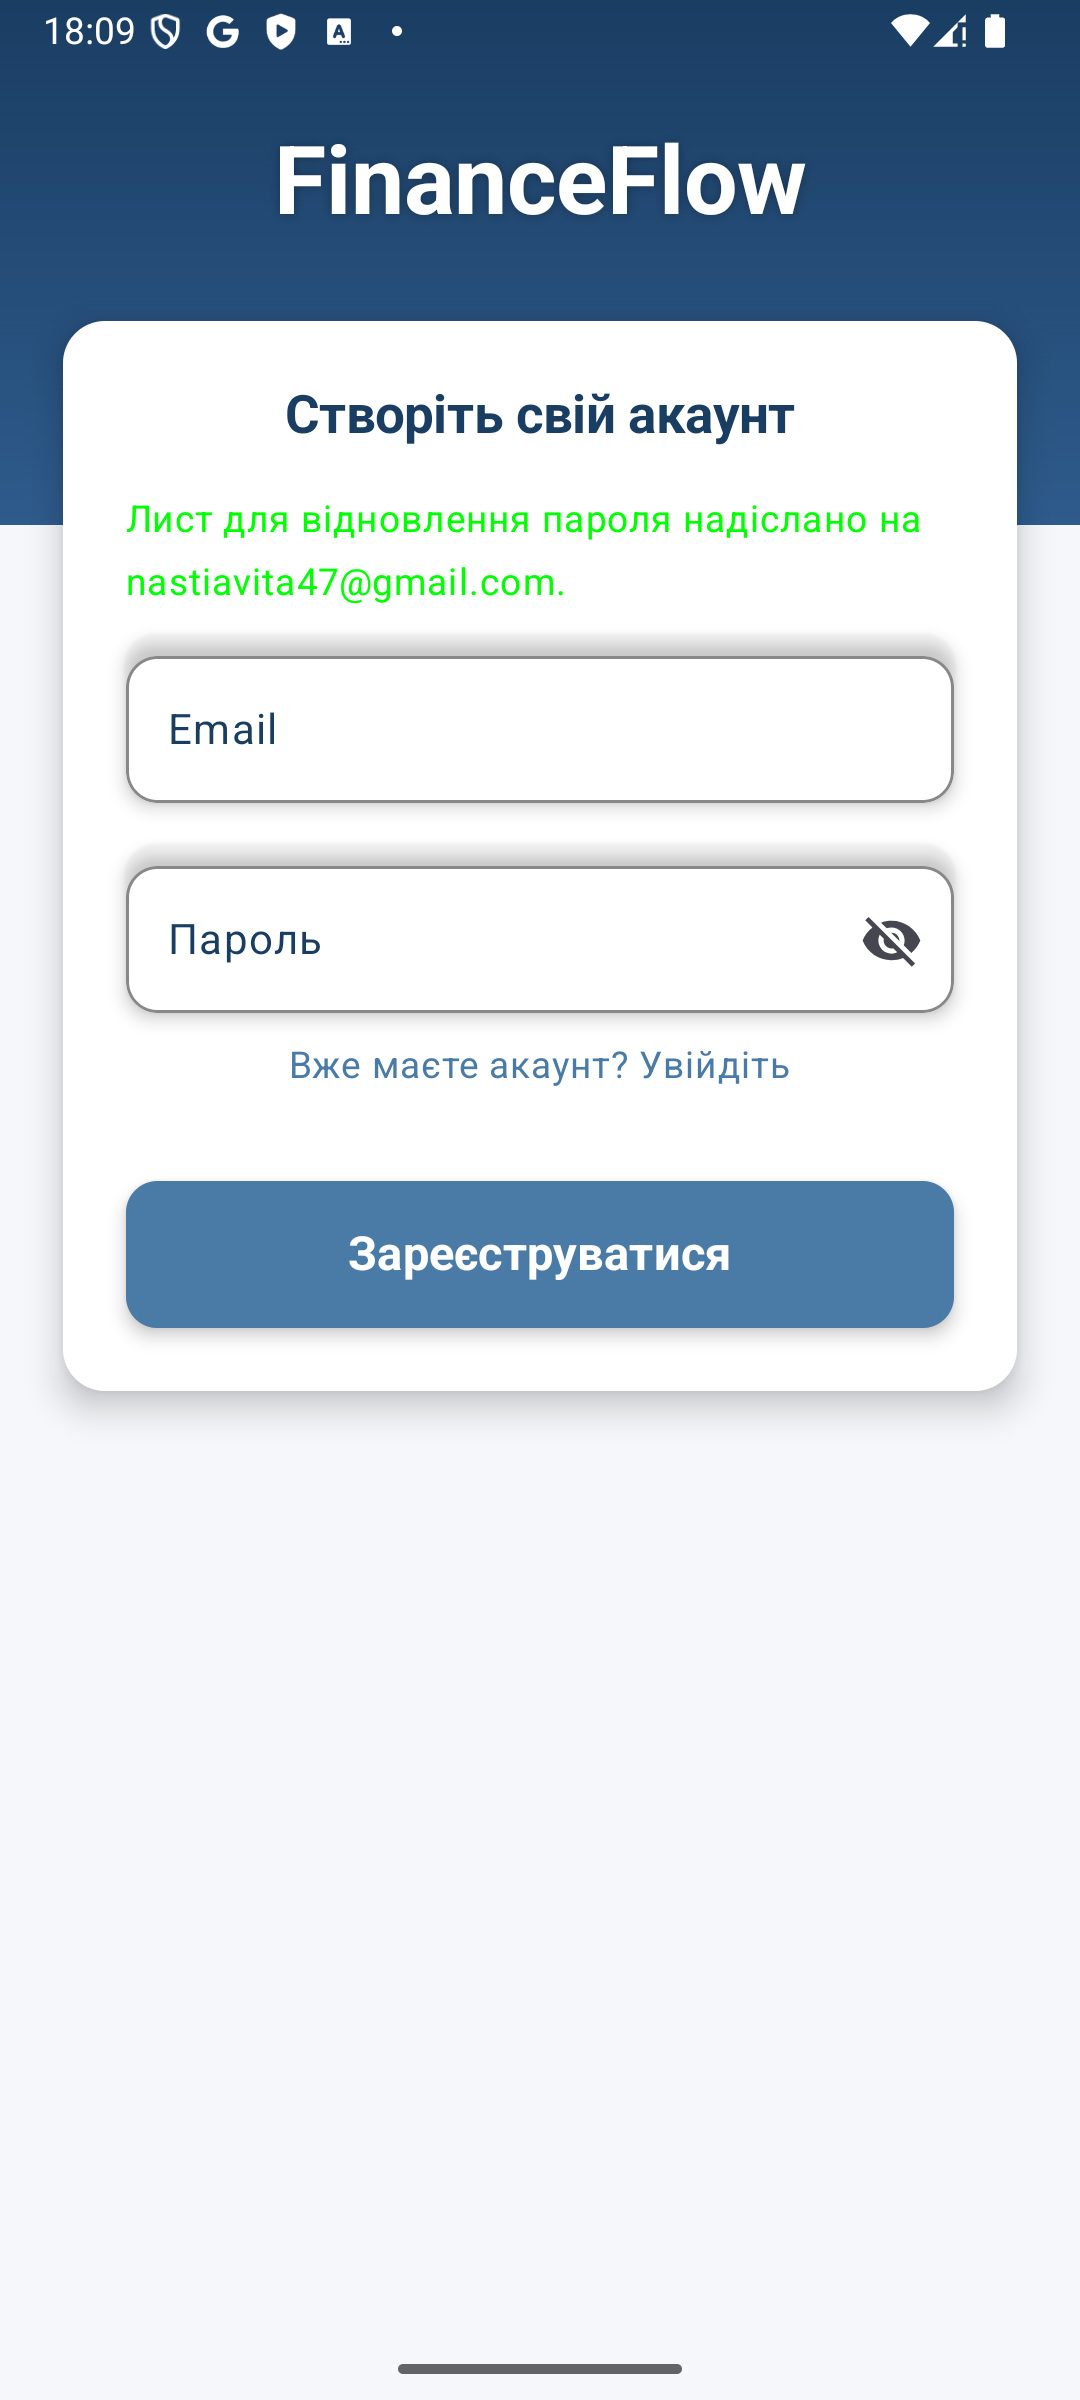 18:09
FinanceFlow
Створіть свій акаунт
Лист для відновлення пароля надіслано на
nastiavita47@gmail.com.
Email
Пароль
Вже маєте акаунт? Увійдіть
Зареєструватися